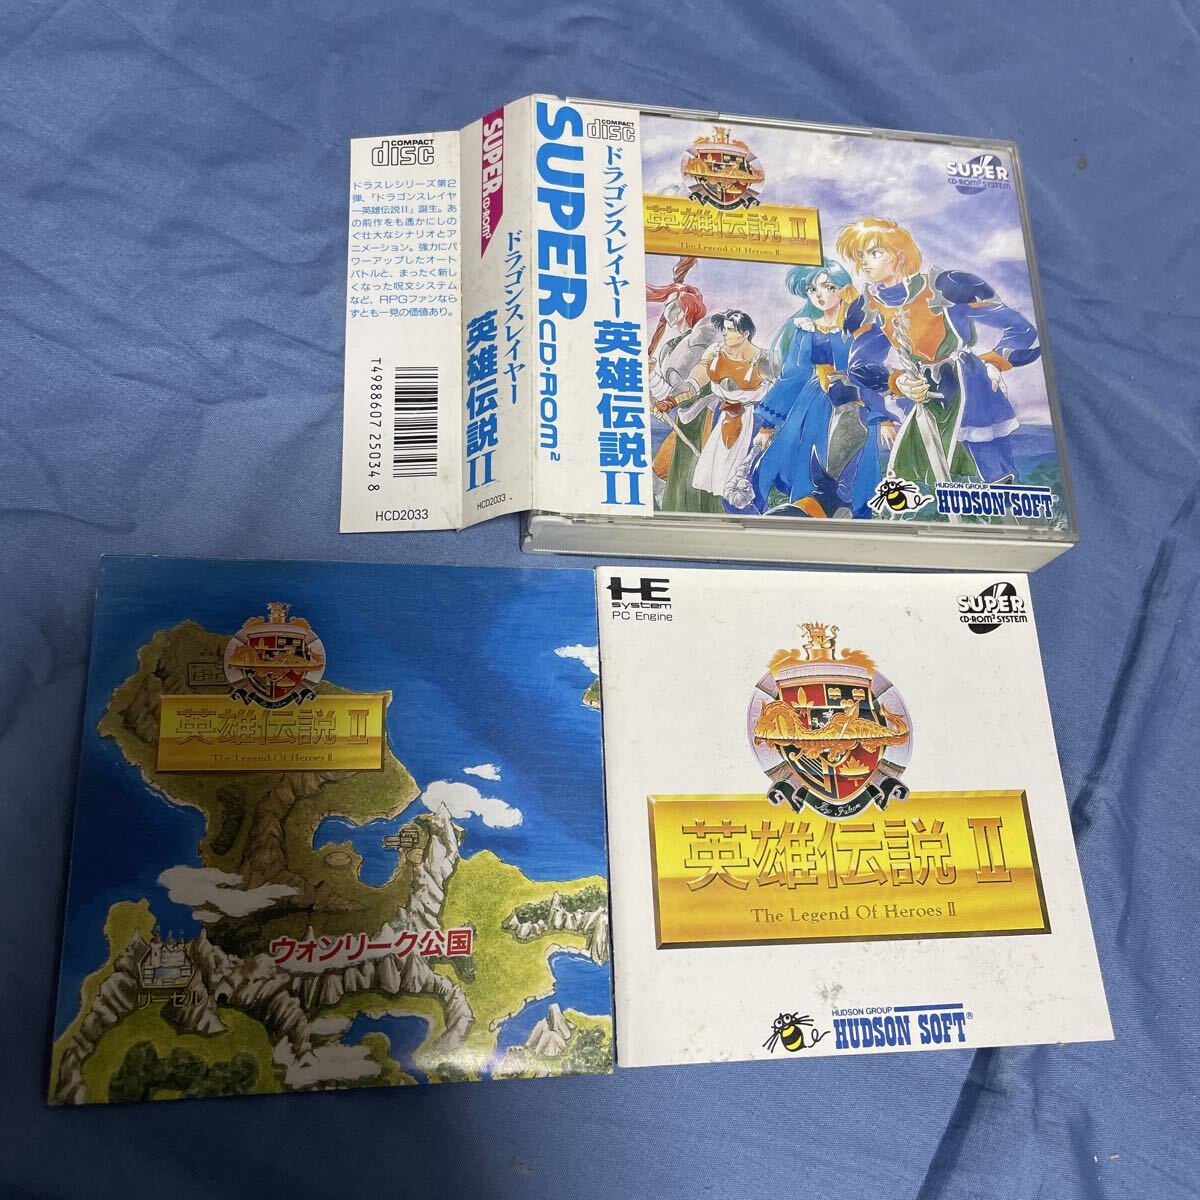 COMPACT
disc
ドラスレシリーズ第2
弾、「ドラゴンスレイヤ
ー英雄伝説II」誕生。あ
の前作をも遥かにしの
ぐ壮大なシナリオとア
ニメーション。強力にパ
ワーアップしたオート
バトルと、まったく新し
くなった呪文システム
など、RPGファンなら
ずとも一見の価値あり。
T4988607 250348
HCD2033
SUPER CD-ROM²
ドラゴンスレイヤー
英雄伝説II
HCD2033
SUPER CD・ROM²
COMPACT
disc
ドラゴンスレイヤー 英雄伝説II
英雄伝説II
The Legend Of Heroes II
SUPER
CD-ROM² SYSTEM
HUDSON GROUP
HUDSON SOFT®
英雄伝説II
The Legend Of Heroes II
ウォンリーク公国
リーゼル
HE
system
PC Engine
SUPER
CD-ROM² SYSTEM
英雄伝説II
The Legend Of Heroes II
HUDSON GROUP
HUDSON SOFT®